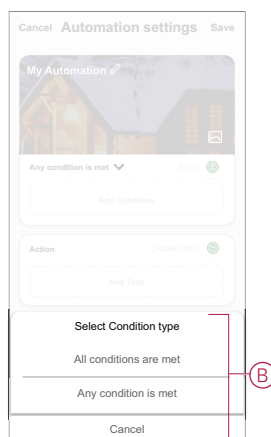 Cancel Automation settings Save
My Automation
Any condition is met
Add Condition
Action
Add Task
Select Condition type
All conditions are met
Any condition is met
Cancel
B